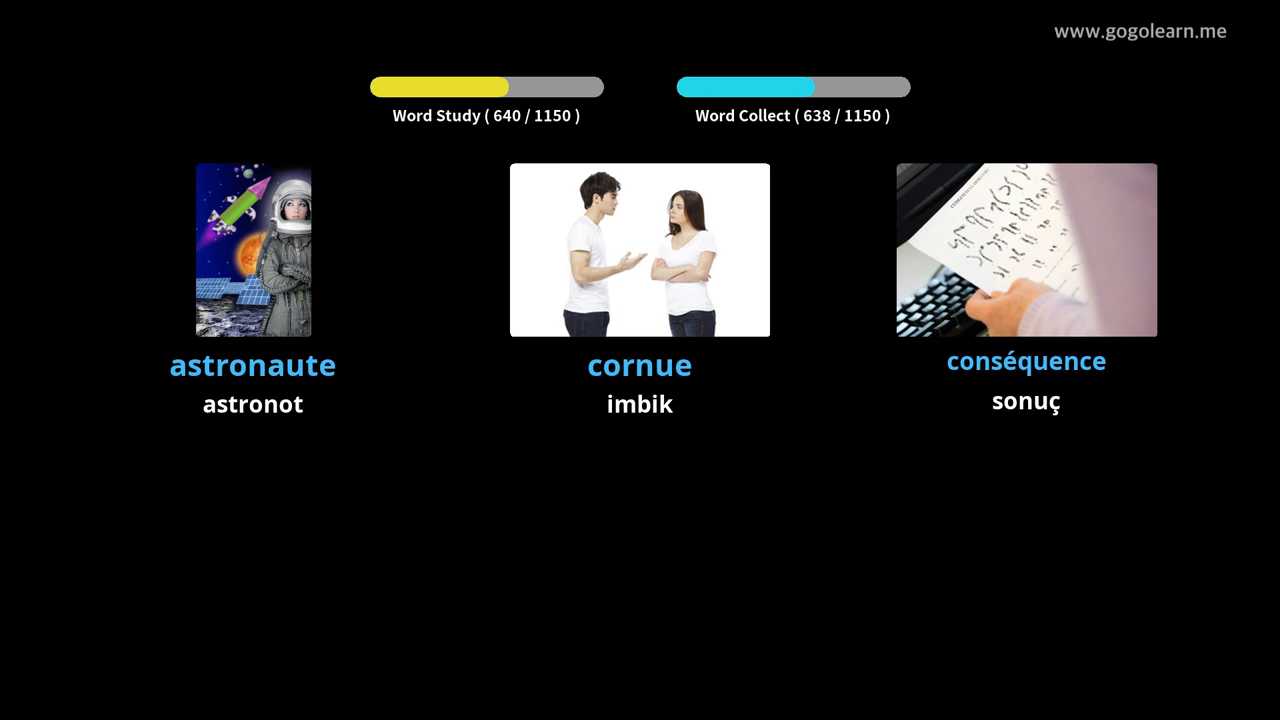 www.gogolearn.me
Word Study ( 640 / 1150 )
Word Collect ( 638 / 1150 )
astronaute
astronot
cornue
imbik
conséquence
sonuç